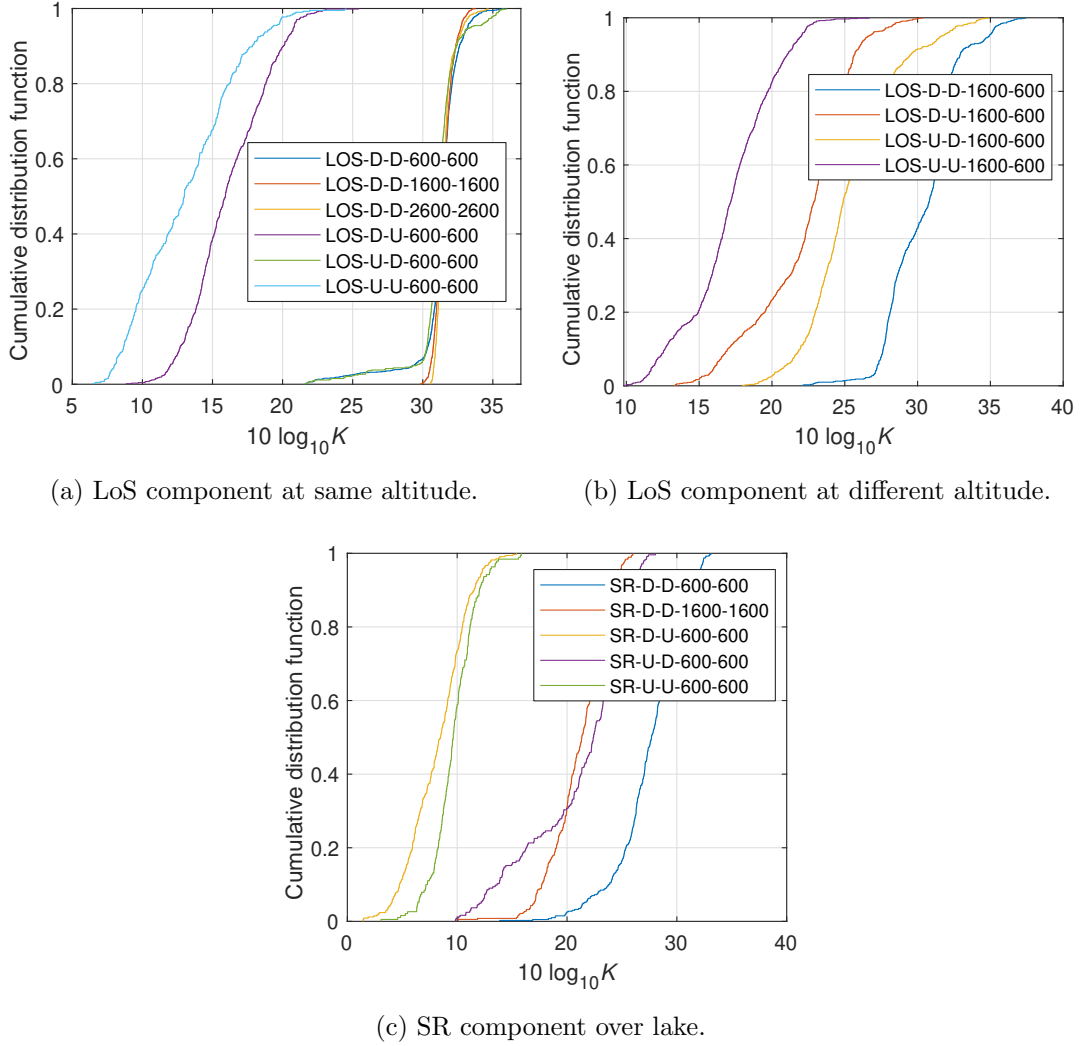 Cumulative distribution function
1
0.8
0.6
0.4
0.2
0
LOS-D-D-600-600
LOS-D-D-1600-1600
LOS-D-D-2600-2600
LOS-D-U-600-600
LOS-U-D-600-600
LOS-U-U-600-600
5 10 15 20 25 30 35
10 log10K
(a) LoS component at same altitude.
Cumulative distribution function
1
0.8
0.6
0.4
0.2
0
LOS-D-D-1600-600
LOS-D-U-1600-600
LOS-U-D-1600-600
LOS-U-U-1600-600
10 15 20 25 30 35 40
10 log10K
(b) LoS component at different altitude.
Cumulative distribution function
1
0.8
0.6
0.4
0.2
0
SR-D-D-600-600
SR-D-D-1600-1600
SR-D-U-600-600
SR-U-D-600-600
SR-U-U-600-600
0 10 20 30 40
10 log10K
(c) SR component over lake.